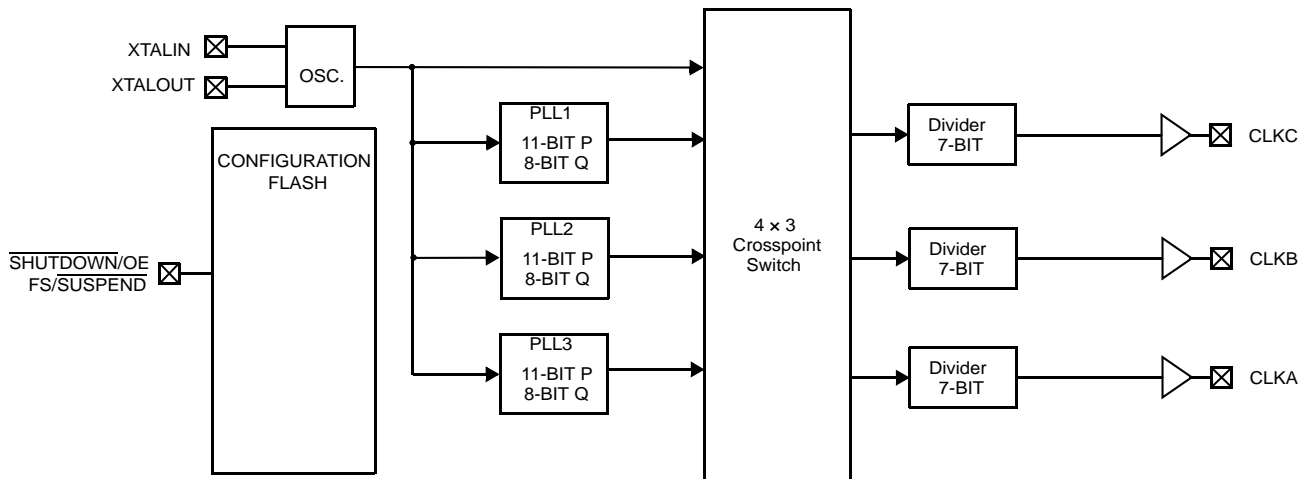 XTALIN
XTALOUT
OSC.
CONFIGURATION
FLASH
SHUTDOWN/OE
FS/SUSPEND
PLL1
11-BIT P
8-BIT Q
PLL2
11-BIT P
8-BIT Q
PLL3
11-BIT P
8-BIT Q
4 × 3
Crosspoint
Switch
Divider
7-BIT
CLKC
Divider
7-BIT
CLKB
Divider
7-BIT
CLKA